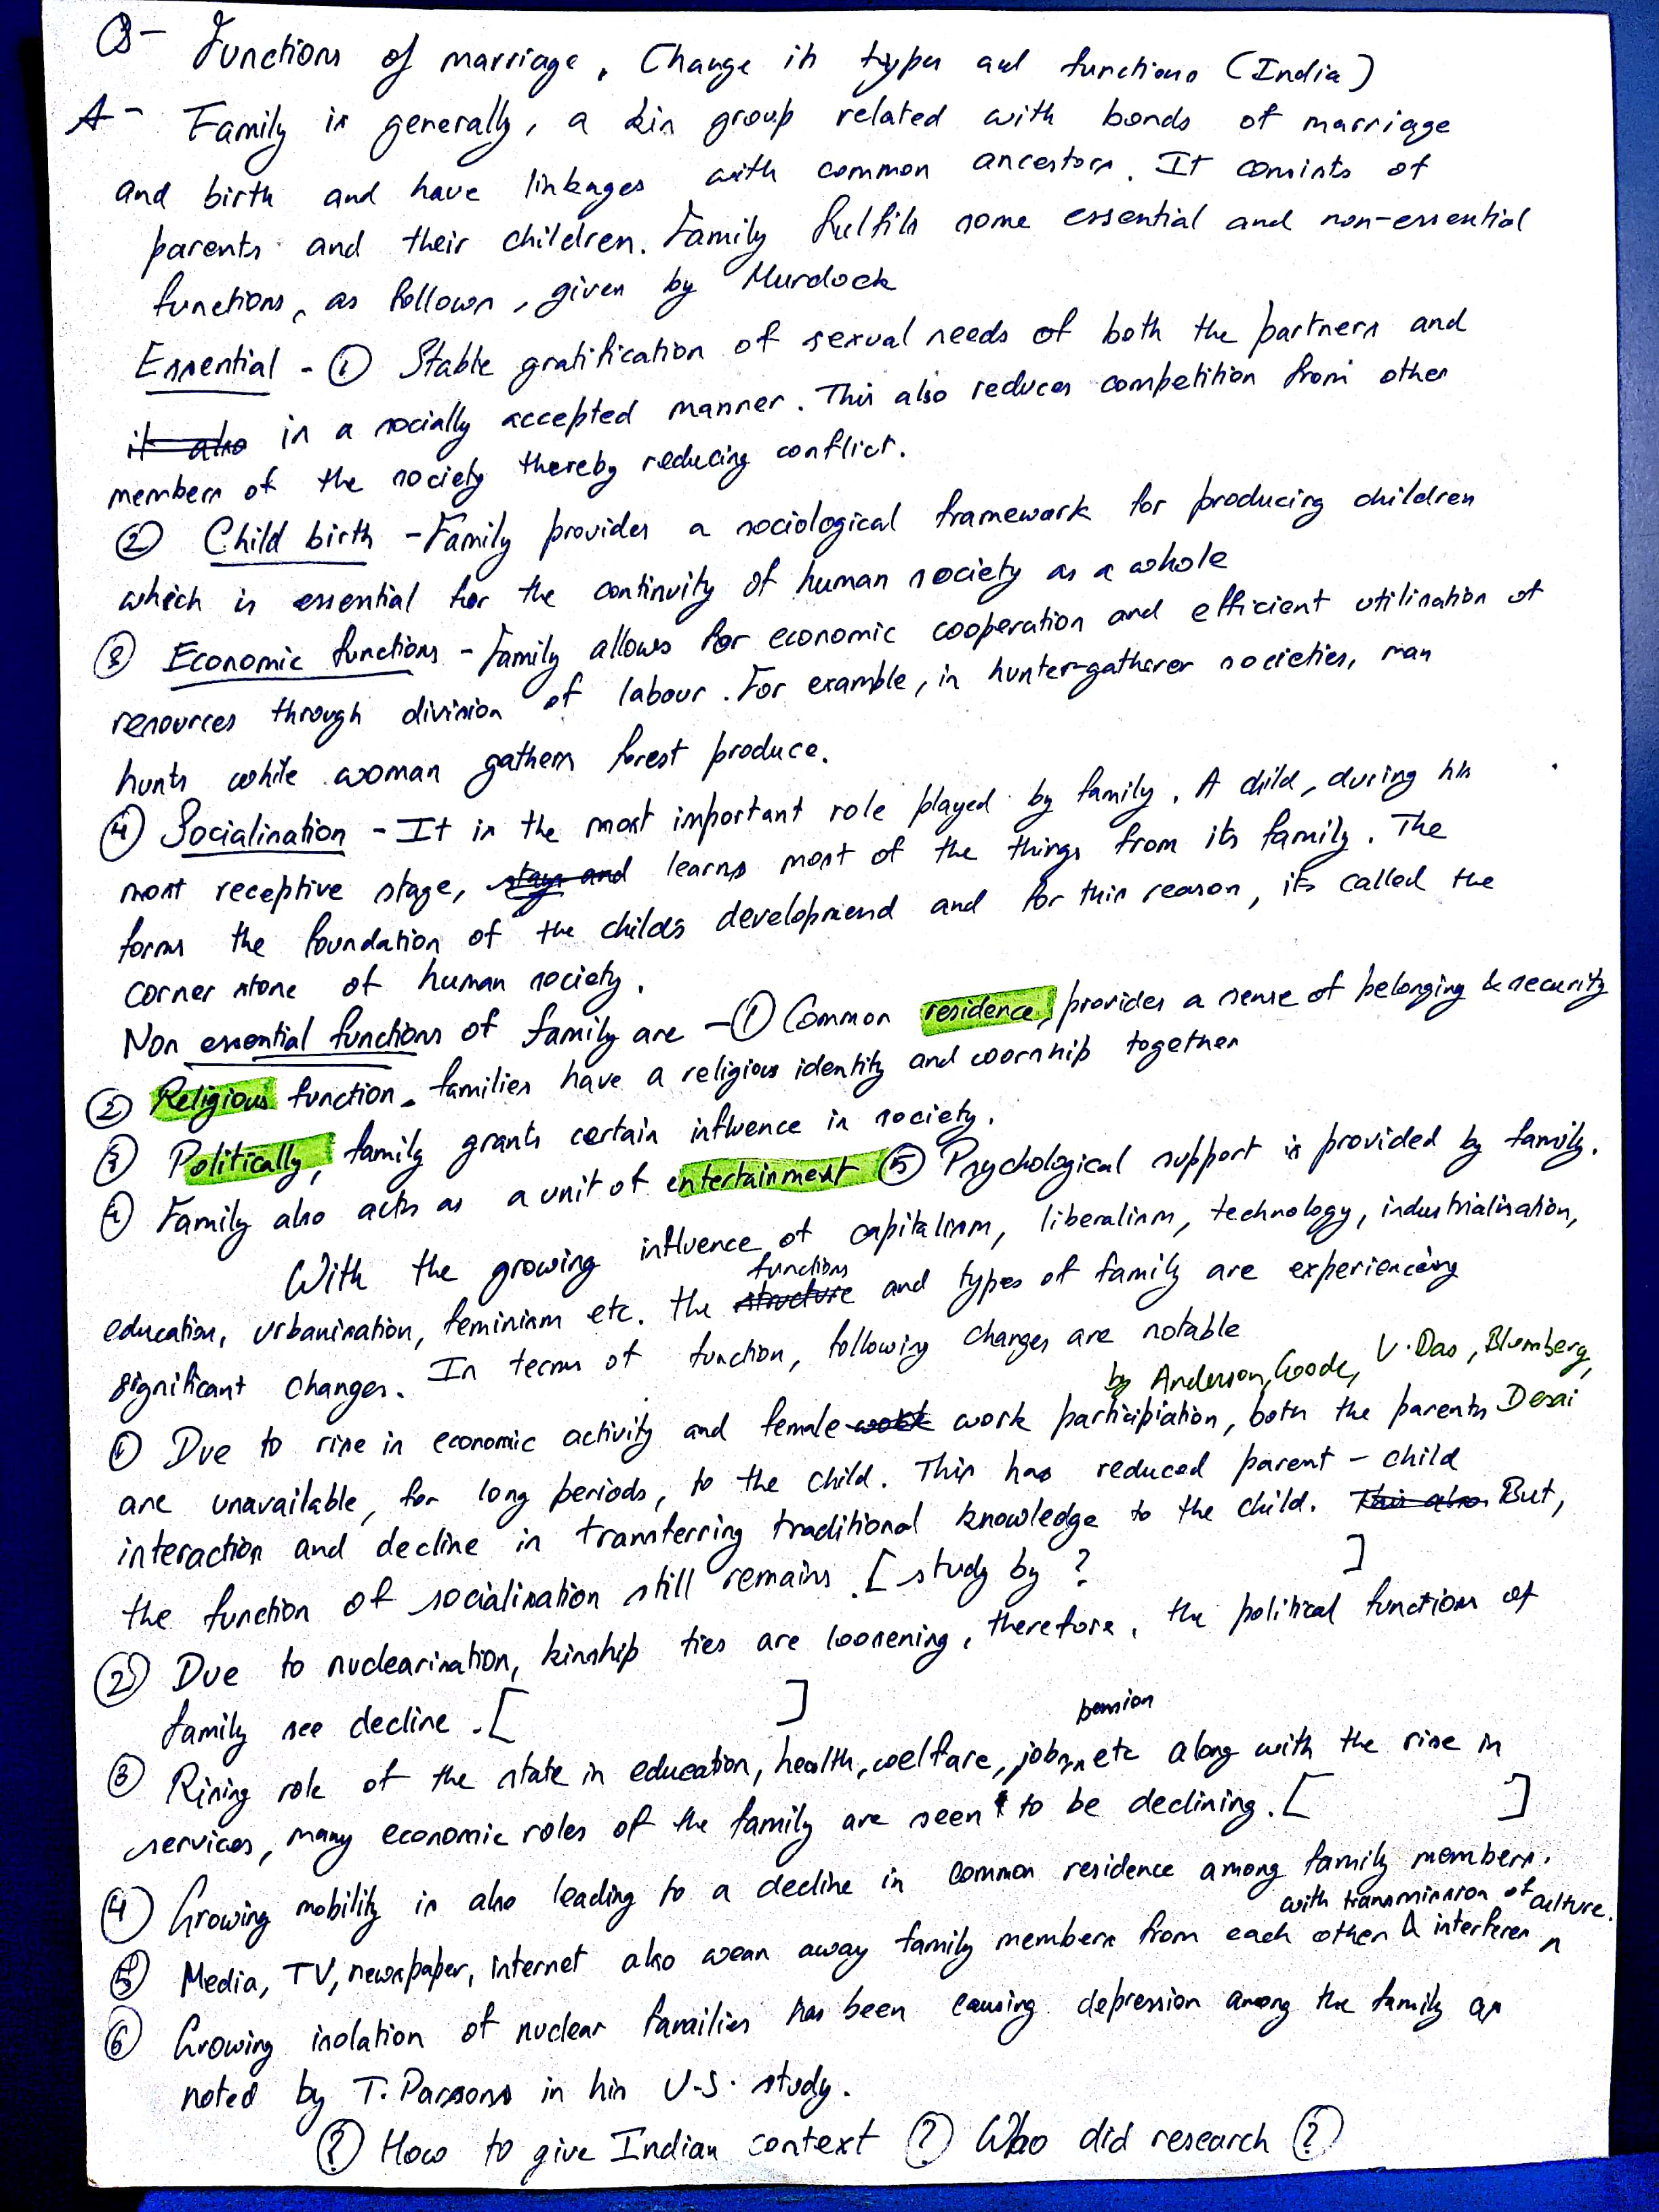 Q- Functions of marriage, Change in types and functions (India)
A- Family is generally, a kin group related with bonds of marriage
and birth and have linkages with common ancestors. It consists of
parents and their children. Family fulfils some essential and non-essential
functions, as follows, given by Murdock
Essential - ① Stable gratification of sexual needs of both the partners and
it also in a socially accepted manner. This also reduces competition from other
members of the society thereby reducing conflict.
② Child birth - Family provides a sociological framework for producing children
which is essential for the continuity of human society as a whole
③ Economic functions - Family allows for economic cooperation and efficient utilisation of
resources through division of labour. For examble, in hunter-gatherer societies, man
hunts while woman gathers forest produce.
④ Socialisation - It is the most important role played by family. A child, during his
most receptive stage, stays and learns most of the things from its family. The
forms the foundation of the childs developmend and for this reason, its called the
corner stone of human society.
Non essential functions of family are - ① Common residence, provides a sense of belonging & security
② Religious function - families have a religious identity and woornship together
③ Politically, family grants certain influence in society.
④ Family also acts as a unit of entertainment ⑤ Psychological support is provided by family.
With the growing influence of capitalism, liberalism, technology, industrialisation,
education, urbanisation, feminism etc. the structure functions and types of family are experiencing
significant changes. In terms of function, following changes are notable
by Anderson, Goode, V. Das, Blumberg,
① Due to rise in economic activity and female work work participiation, both the parents Desai
are unavailable, for long periods, to the child. This has reduced parent - child
interaction and decline in transferring traditional knowledge to the child. This also But,
the function of socialisation still remains. [ study by ? ]
② Due to nuclearisation, kinship ties are loosening, therefore, the political functions of
family see decline. [ ]
③ Rising role of the state in education, health, welfare, jobs, pension etc along with the rise in
services, many economic roles of the family are seen to be declining. [ ]
④ Growing mobility is also leading to a decline in common residence among family members.
with transmission of culture.
⑤ Media, TV, newspaper, internet also wean away family members from each other & interferes
⑥ Growing isolation of nuclear families has been causing depression among the family as
noted by T. Parsons in his U.S. study.
? How to give Indian context ? Who did research ?